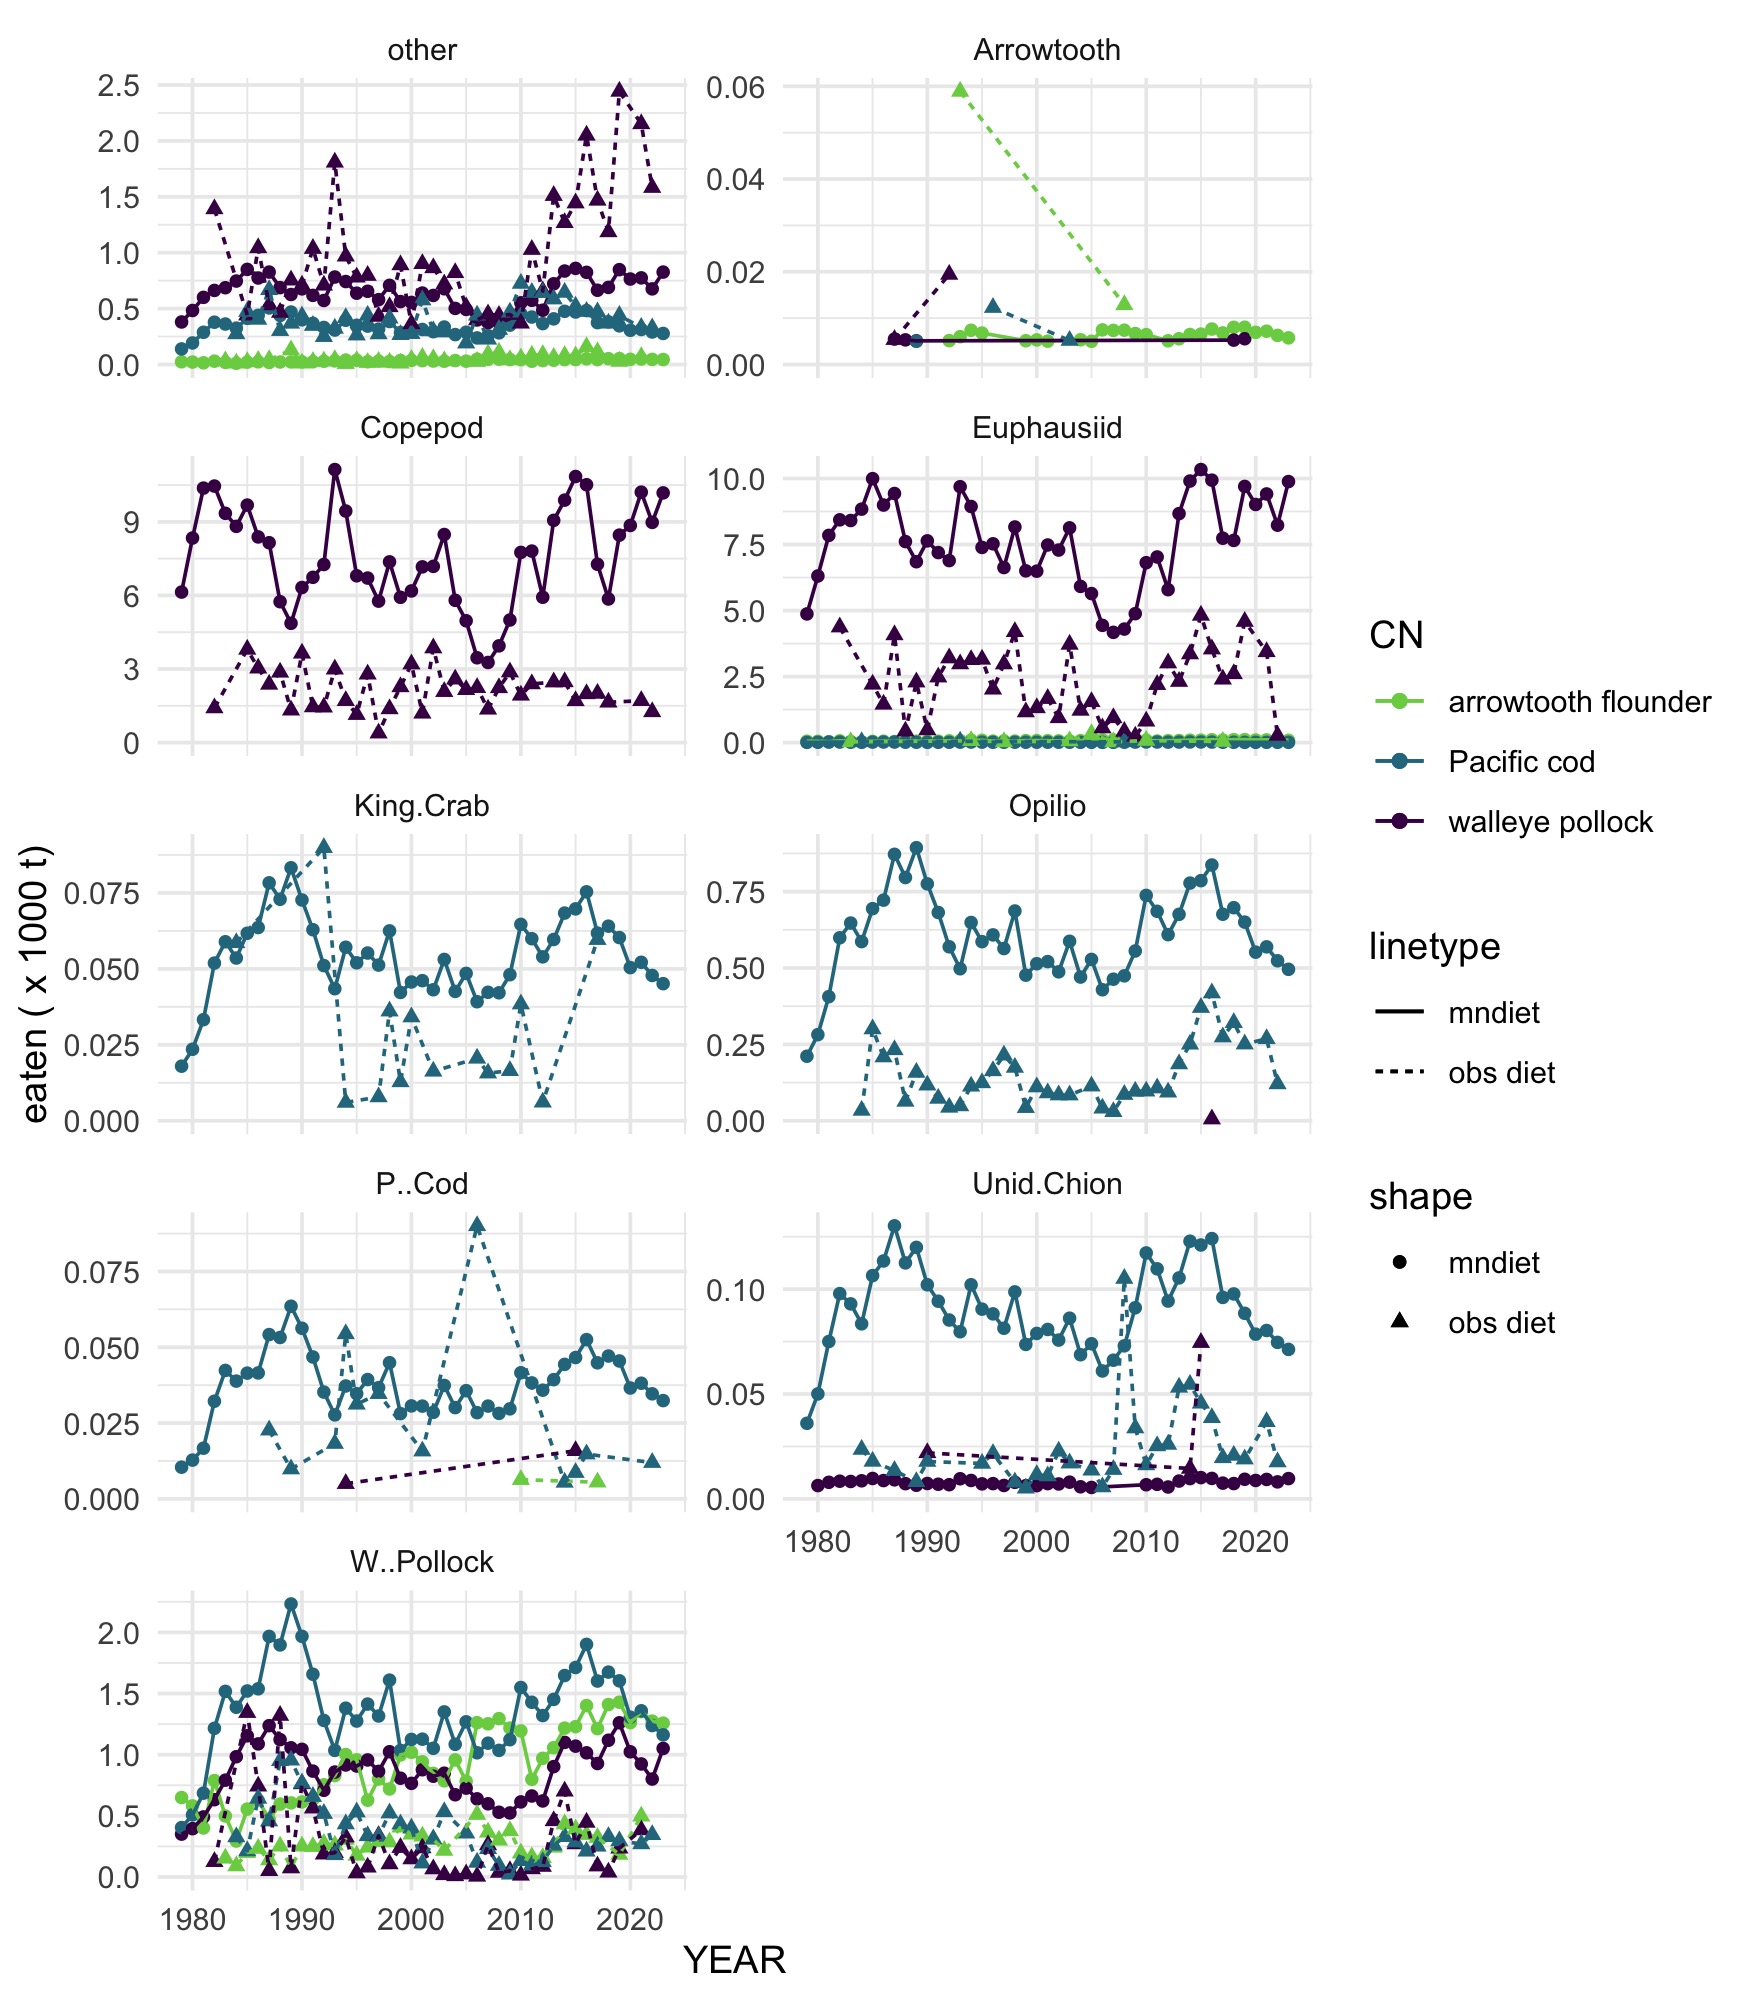 other
Arrowtooth
2.5
2.0
1.5
1.0
0.5
0.0
0.06
0.04
0.02
0.00
Copepod
Euphausiid
9
6
3
0
10.0
7.5
5.0
2.5
0.0
King.Crab
Opilio
0.075
0.050
0.025
0.000
0.75
0.50
0.25
0.00
P..Cod
Unid.Chion
0.075
0.050
0.025
0.000
0.10
0.05
0.00
1980 1990 2000 2010 2020
W..Pollock
2.0
1.5
1.0
0.5
0.0
1980 1990 2000 2010 2020
YEAR
eaten ( x 1000 t)
CN
arrowtooth flounder
Pacific cod
walleye pollock
linetype
mndiet
obs diet
shape
mndiet
obs diet